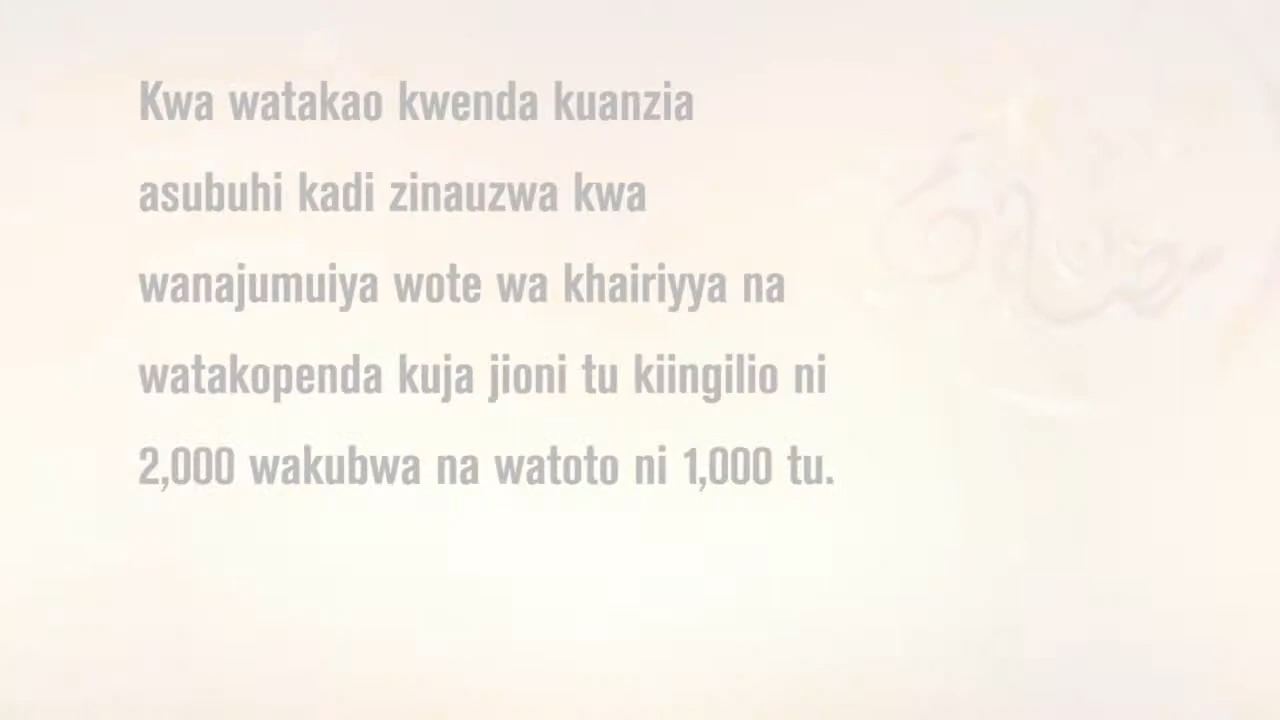 Kwa watakao kwenda kuanzia
asubuhi kadi zinauzwa kwa
wanajumuiya wote wa khairiyya na
watakopenda kuja jioni tu kiingilio ni
2,000 wakubwa na watoto ni 1,000 tu.